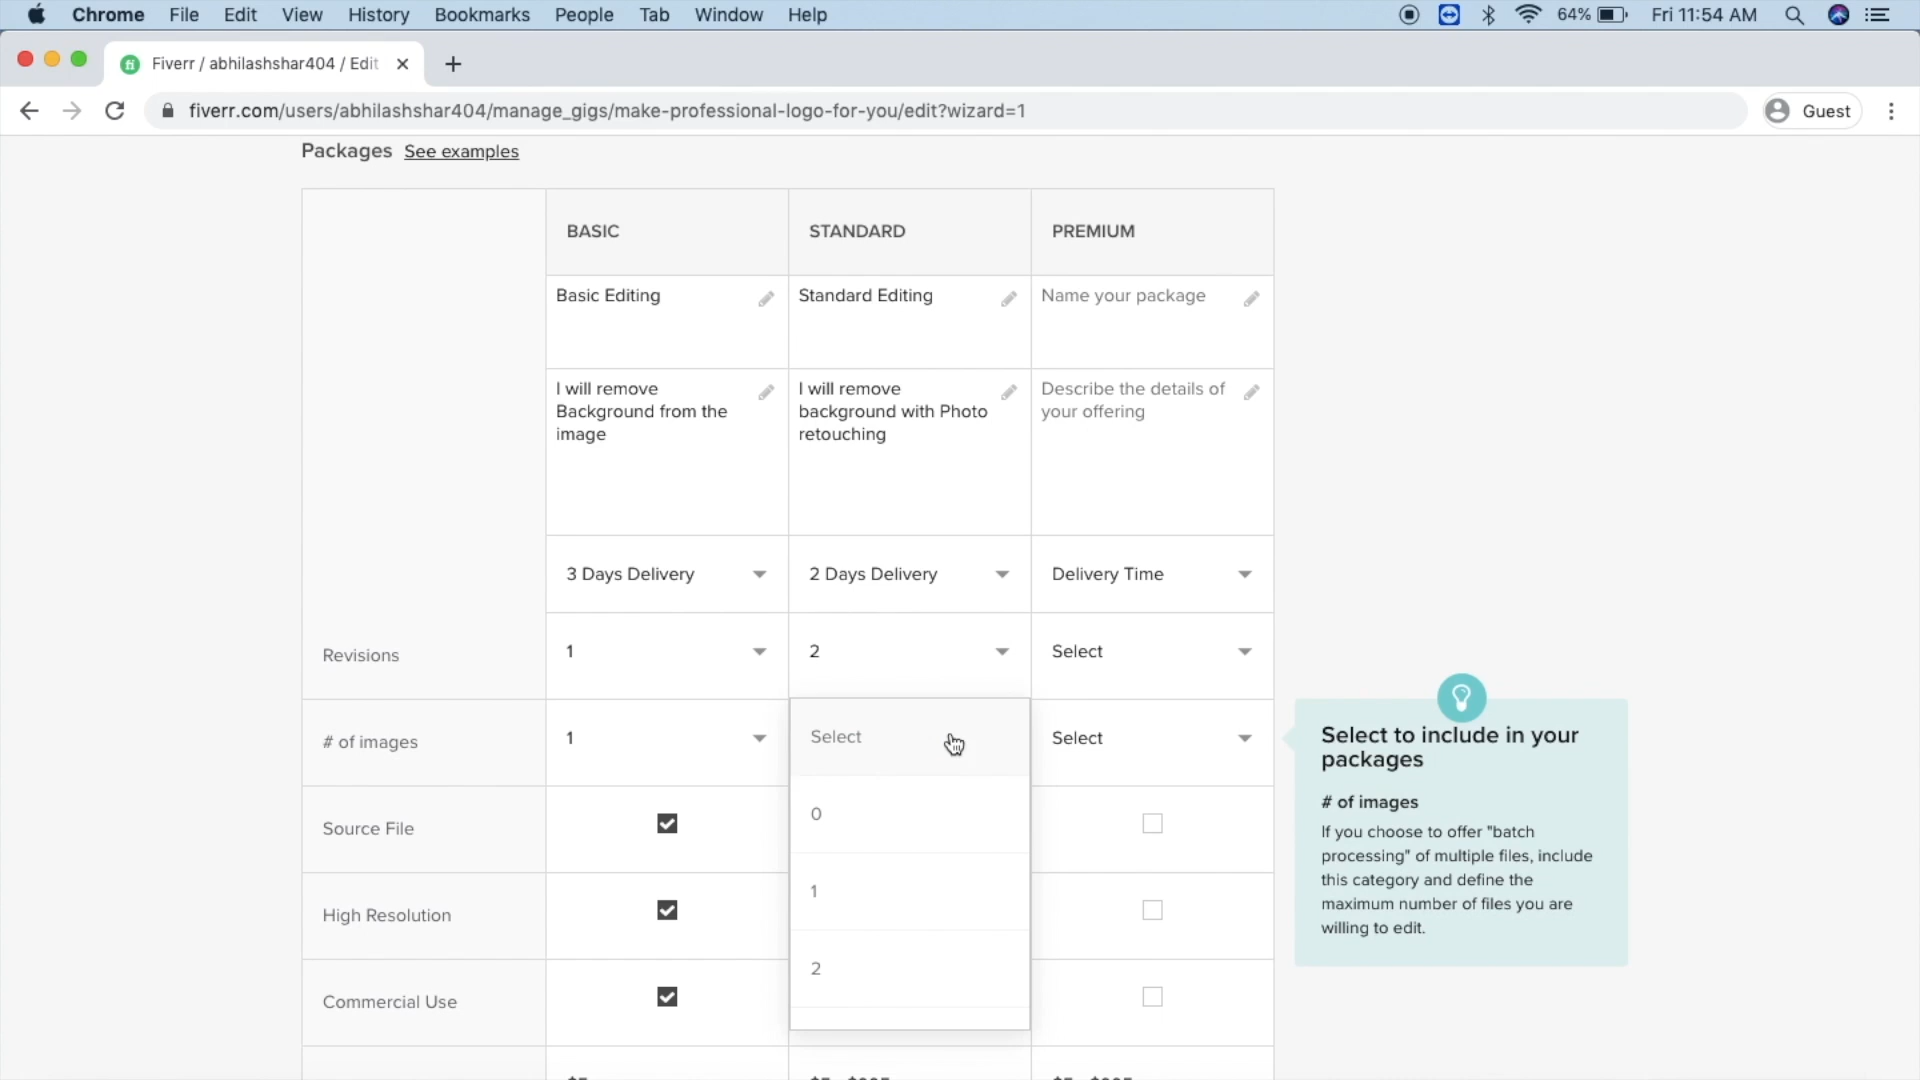 Chrome File Edit View History Bookmarks People Tab Window Help 64% Fri 11:54 AM
fi Fiverr / abhilashshar404 / Edit
fiverr.com/users/abhilashshar404/manage_gigs/make-professional-logo-for-you/edit?wizard=1 Guest
Packages See examples
BASIC STANDARD PREMIUM
Basic Editing Standard Editing Name your package
I will remove
Background from the
image
I will remove
background with Photo
retouching
Describe the details of
your offering
3 Days Delivery 2 Days Delivery Delivery Time
Revisions 1 2 Select
# of images 1 Select Select
0
1
2
Source File
High Resolution
Commercial Use
Select to include in your
packages
# of images
If you choose to offer "batch
processing" of multiple files, include
this category and define the
maximum number of files you are
willing to edit.